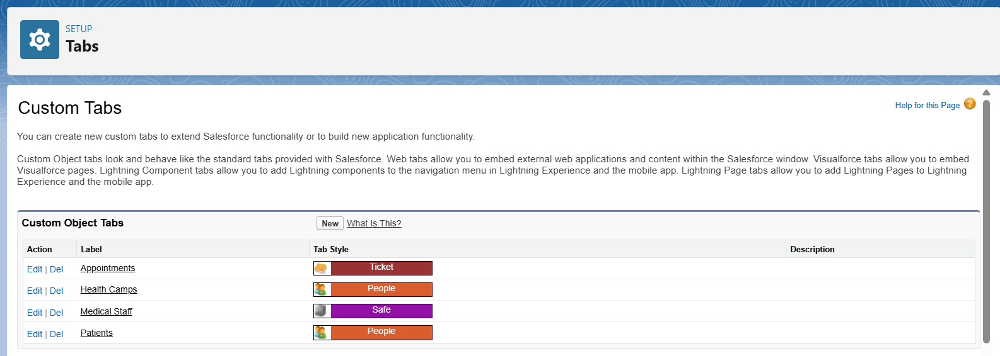 SETUP
Tabs
Custom Tabs
Help for this Page ?
You can create new custom tabs to extend Salesforce functionality or to build new application functionality.
Custom Object tabs look and behave like the standard tabs provided with Salesforce. Web tabs allow you to embed external web applications and content within the Salesforce window. Visualforce tabs allow you to embed
Visualforce pages. Lightning Component tabs allow you to add Lightning components to the navigation menu in Lightning Experience and the mobile app. Lightning Page tabs allow you to add Lightning Pages to Lightning
Experience and the mobile app.
Custom Object Tabs New What Is This?
Action Label Tab Style Description
Edit | Del Appointments Ticket
Edit | Del Health Camps People
Edit | Del Medical Staff Safe
Edit | Del Patients People